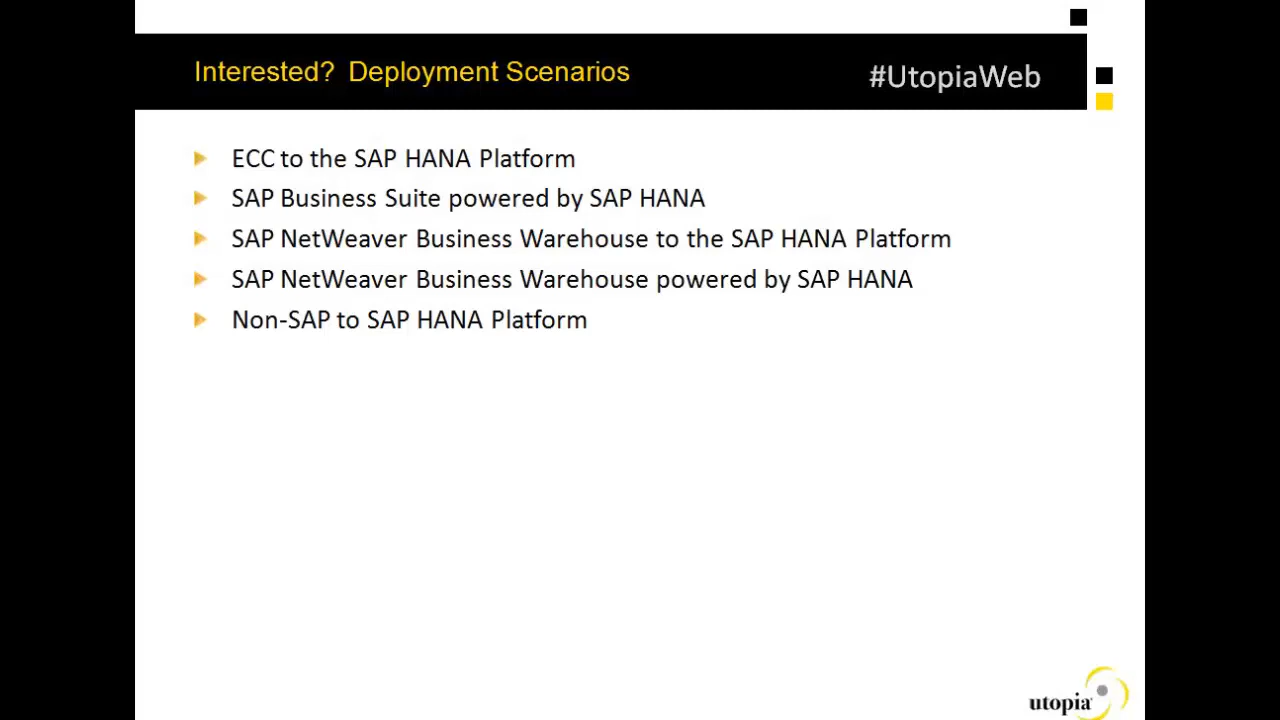 Interested?  Deployment Scenarios
#UtopiaWeb
ECC to the SAP HANA Platform
SAP Business Suite powered by SAP HANA
SAP NetWeaver Business Warehouse to the SAP HANA Platform
SAP NetWeaver Business Warehouse powered by SAP HANA
Non-SAP to SAP HANA Platform
utopia